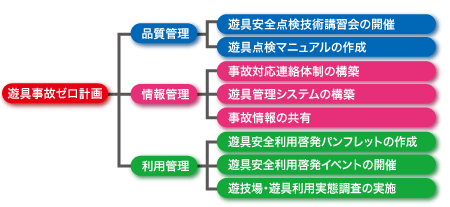 遊具事故ゼロ計画
品質管理
遊具安全点検技術講習会の開催
遊具点検マニュアルの作成
情報管理
事故対応連絡体制の構築
遊具管理システムの構築
事故情報の共有
利用管理
遊具安全利用啓発パンフレットの作成
遊具安全利用啓発イベントの開催
遊技場・遊具利用実態調査の実施